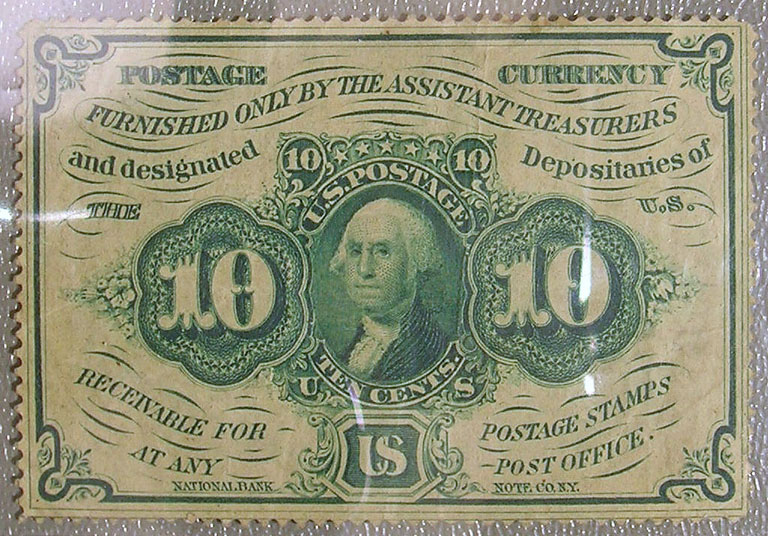 POSTAGE CURRENCY
FURNISHED ONLY BY THE ASSISTANT TREASURERS
and designated Depositaries of
THE U.S.
10 10
U.S. POSTAGE
10 10
TEN CENTS.
U S
RECEIVABLE FOR POSTAGE STAMPS
AT ANY POST OFFICE.
US
NATIONAL BANK NOTE CO. N.Y.